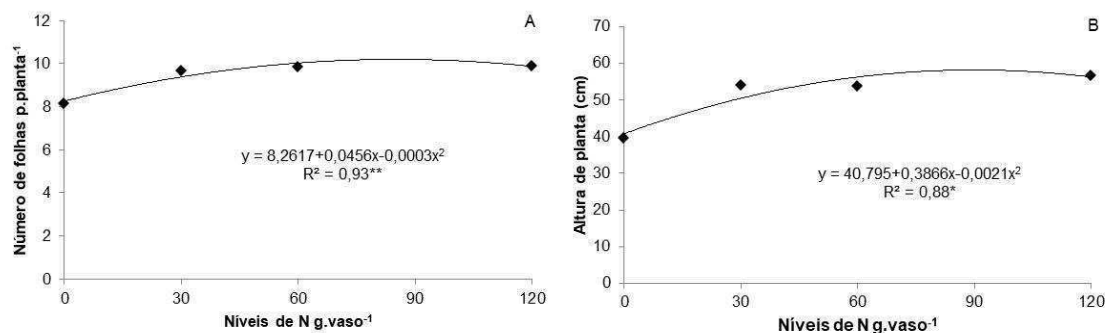 A
Número de folhas p.planta⁻¹
12
10
8
6
4
2
0
y = 8,2617+0,0456x-0,0003x²
R² = 0,93**
0 30 60 90 120
Níveis de N g.vaso⁻¹
B
Altura de planta (cm)
70
60
50
40
30
20
10
0
y = 40,795+0,3866x-0,0021x²
R² = 0,88*
0 30 60 90 120
Níveis de N g.vaso⁻¹